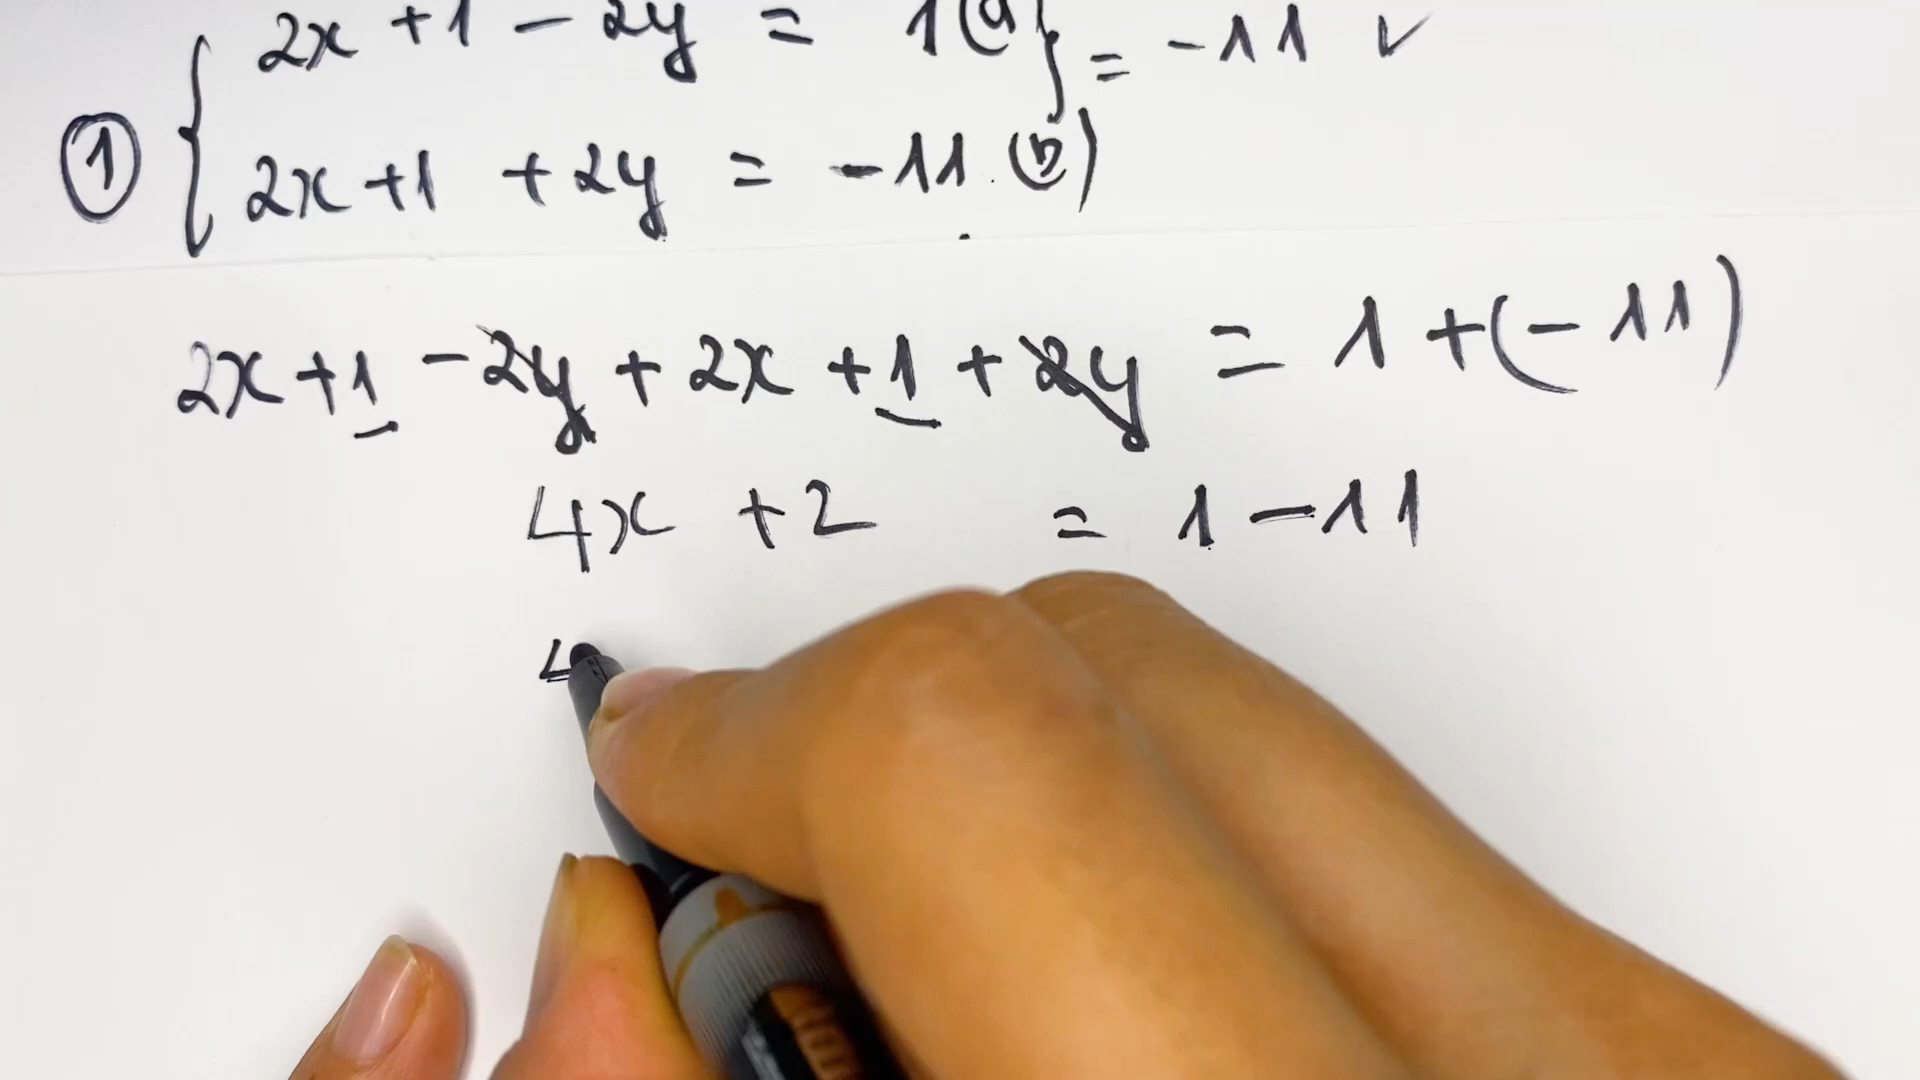 2x + 1 - 2y = 1 (a) } = -11 ✓
① { 2x + 1 + 2y = -11 (b)
2x + 1 - 2y + 2x + 1 + 2y = 1 + (-11)
4x + 2 = 1 - 11
4